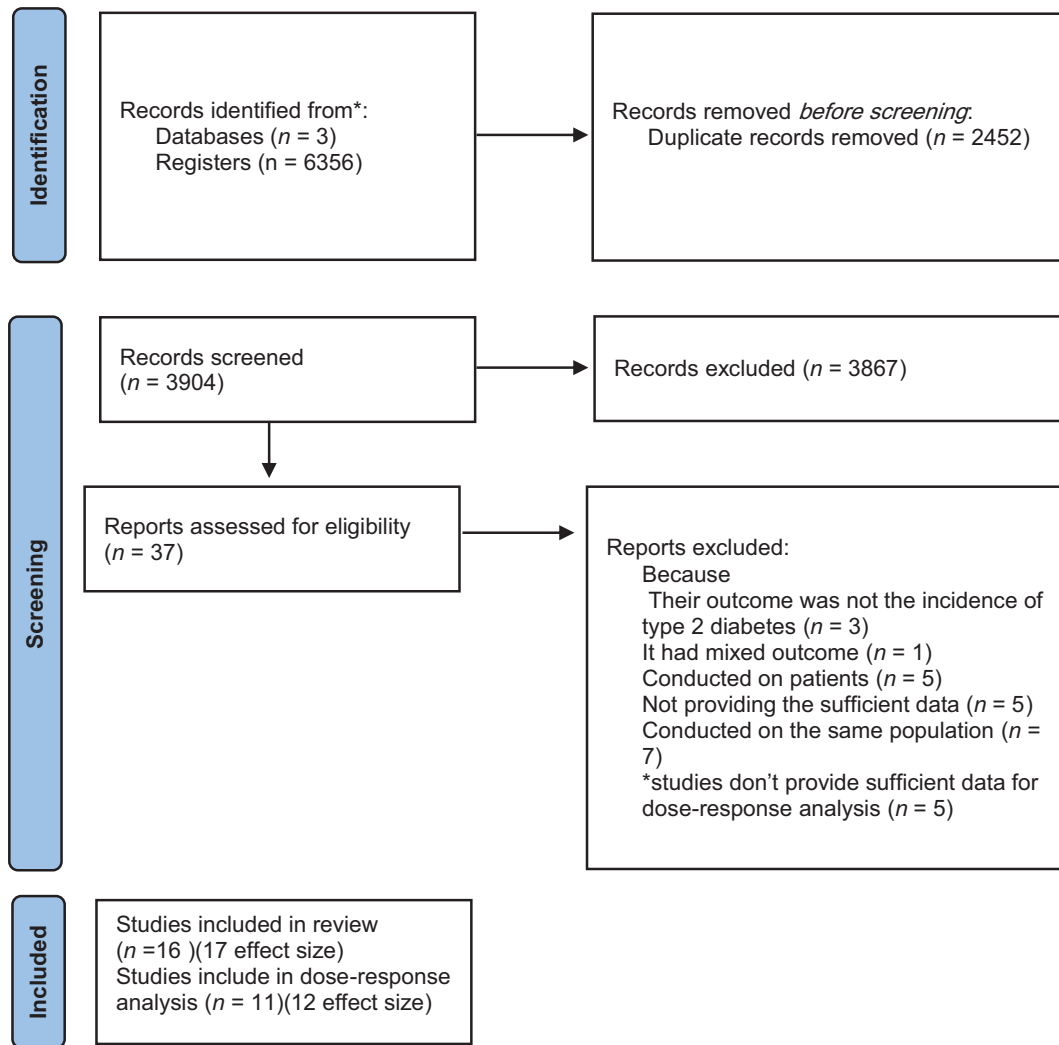 Identification
Records identified from*:
Databases (n = 3)
Registers (n = 6356)
Records removed before screening:
Duplicate records removed (n = 2452)
Screening
Records screened
(n = 3904)
Records excluded (n = 3867)
Reports assessed for eligibility
(n = 37)
Reports excluded:
Because
Their outcome was not the incidence of
type 2 diabetes (n = 3)
It had mixed outcome (n = 1)
Conducted on patients (n = 5)
Not providing the sufficient data (n = 5)
Conducted on the same population (n =
7)
*studies don’t provide sufficient data for
dose-response analysis (n = 5)
Included
Studies included in review
(n =16 )(17 effect size)
Studies include in dose-response
analysis (n = 11)(12 effect size)